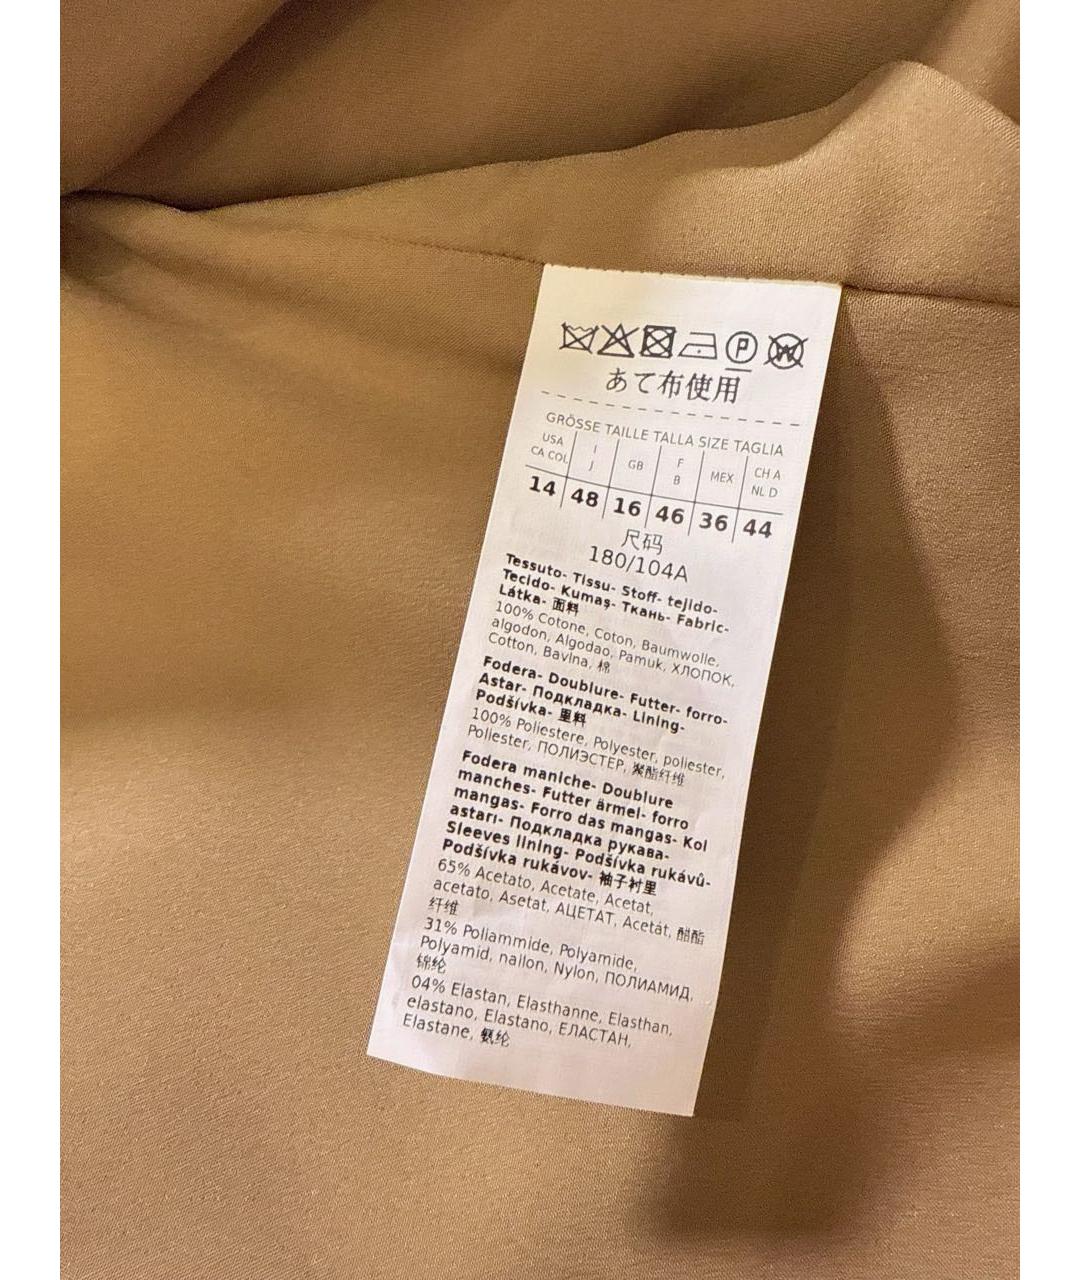 P W
あて布使用
GRÖSSE TAILLE TALLA SIZE TAGLIA
USA CA COL | I J | GB | F B | MEX | CH A NL D
14 48 16 46 36 44
尺码
180/104A
Tessuto- Tissu- Stoff- tejido-
Tecido- Kumaş- Ткань- Fabric-
Látka- 面料
100% Cotone, Coton, Baumwolle,
algodon, Algodao, Pamuk, ХЛОПОК,
Cotton, Bavlna, 棉
Fodera- Doublure- Futter- forro-
Astar- Подкладка- Lining-
Podšívka- 里料
100% Poliestere, Polyester, poliester,
Poliester, ПОЛИЭСТЕР, 聚酯纤维
Fodera maniche- Doublure
manches- Futter ärmel- forro
mangas- Forro das mangas- Kol
astarı- Подкладка рукава-
Sleeves lining- Podšívka rukávů-
Podšívka rukávov- 袖子衬里
65% Acetato, Acetate, Acetat,
acetato, Asetat, АЦЕТАТ, Acetát, 醋酯
纤维
31% Poliammide, Polyamide,
Polyamid, nailon, Nylon, ПОЛИАМИД,
锦纶
04% Elastan, Elasthanne, Elasthan,
elastano, Elastano, ЕЛАСТАН,
Elastane, 氨纶